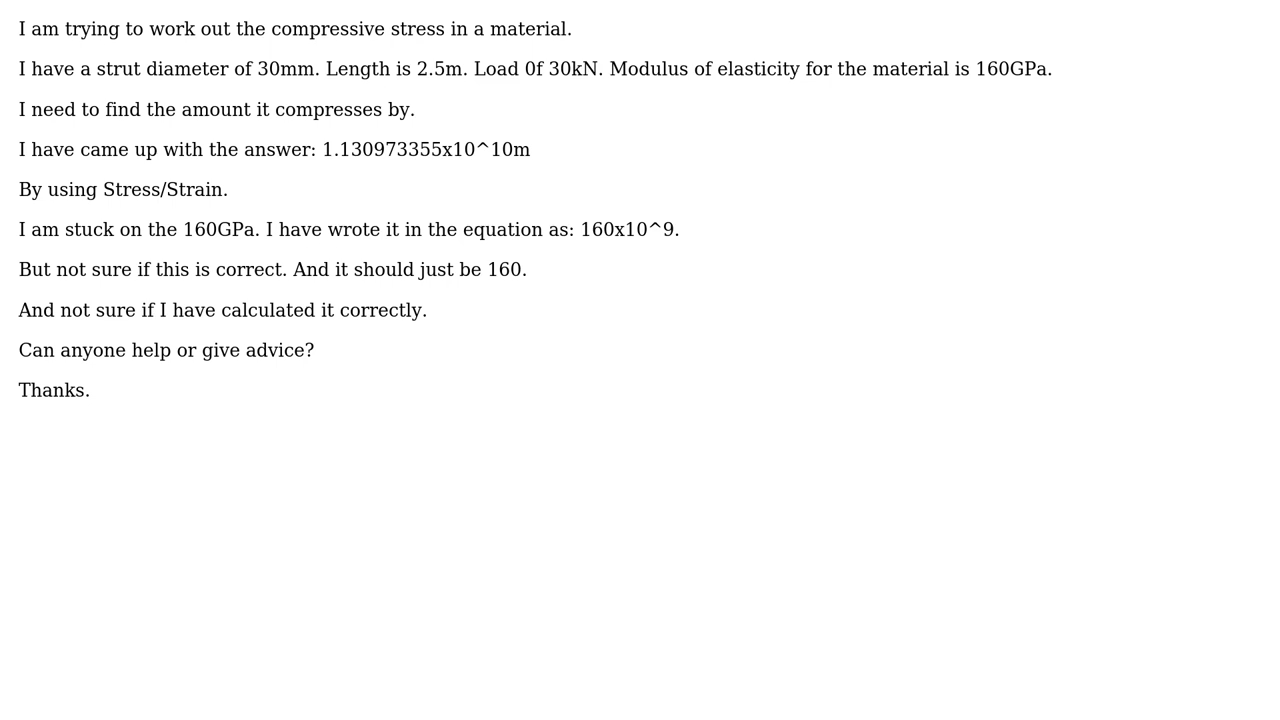 I am trying to work out the compressive stress in a material.
I have a strut diameter of 30mm. Length is 2.5m. Load 0f 30kN. Modulus of elasticity for the material is 160GPa.
I need to find the amount it compresses by.
I have came up with the answer: 1.130973355x10^10m
By using Stress/Strain.
I am stuck on the 160GPa. I have wrote it in the equation as: 160x10^9.
But not sure if this is correct. And it should just be 160.
And not sure if I have calculated it correctly.
Can anyone help or give advice?
Thanks.